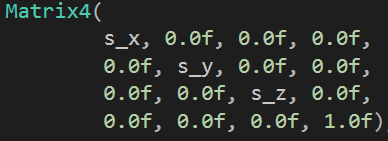 Matrix4(
s_x, 0.0f, 0.0f, 0.0f,
0.0f, s_y, 0.0f, 0.0f,
0.0f, 0.0f, s_z, 0.0f,
0.0f, 0.0f, 0.0f, 1.0f)